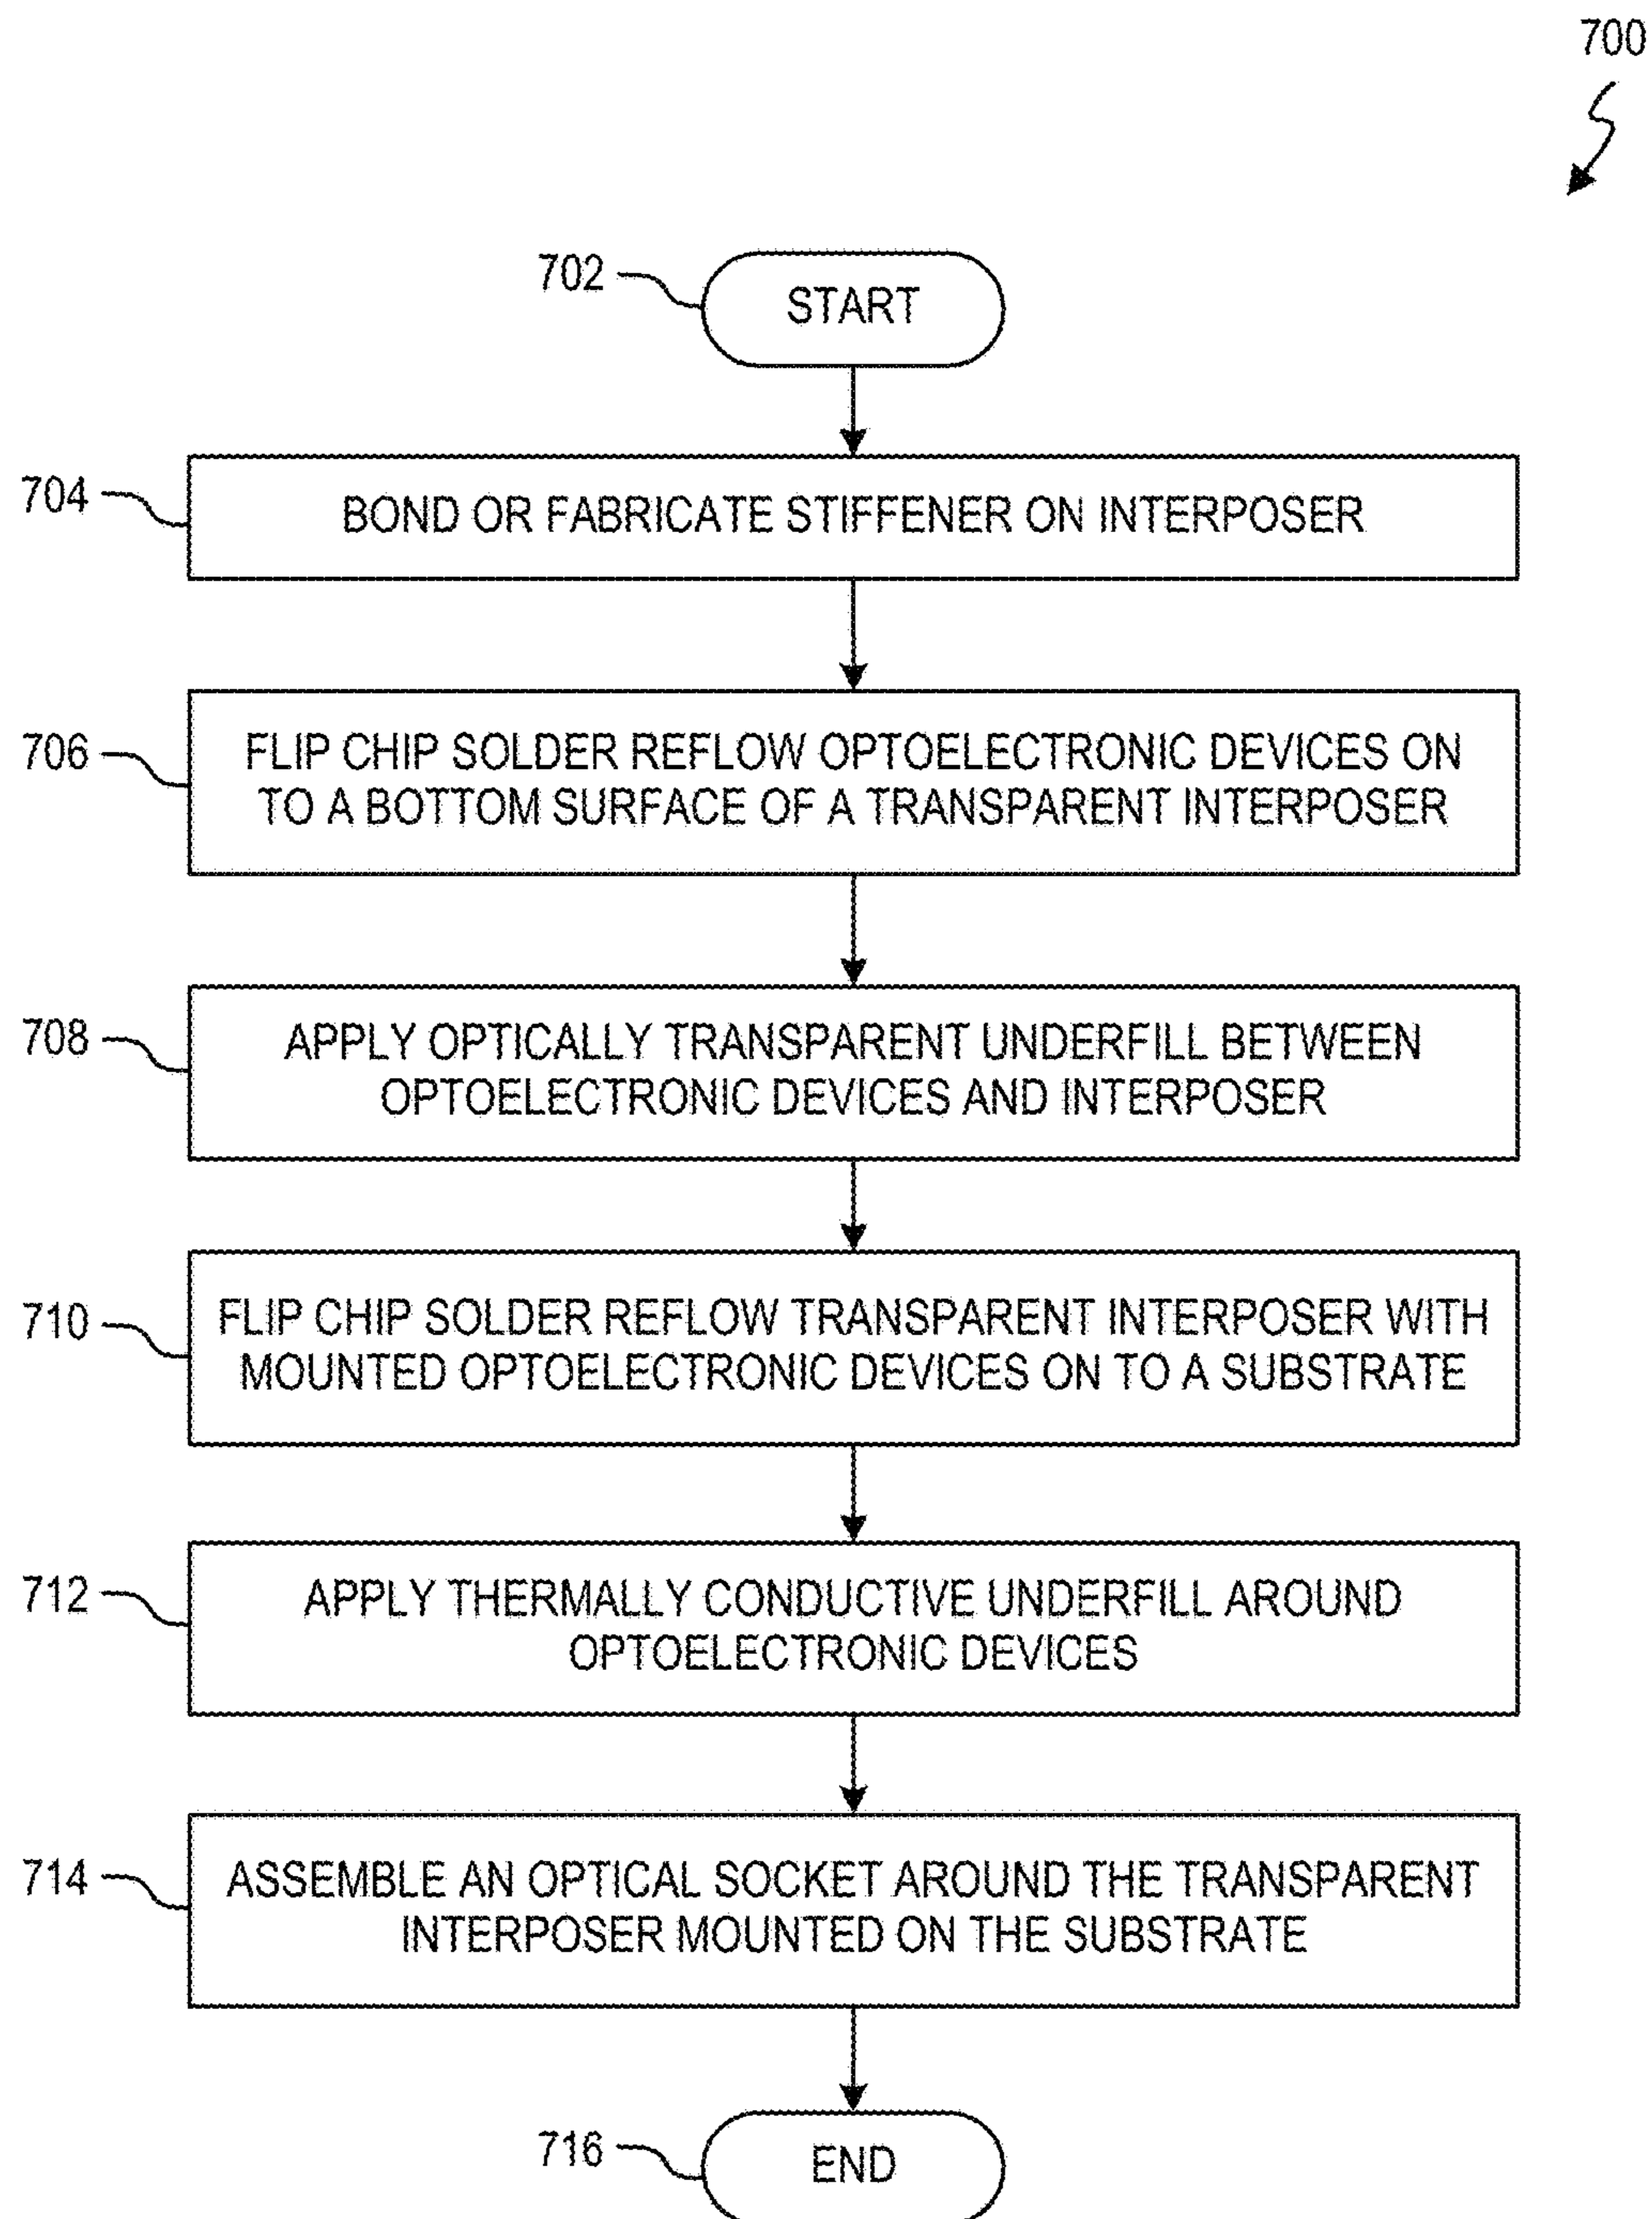 700
702
START
704
BOND OR FABRICATE STIFFENER ON INTERPOSER
706
FLIP CHIP SOLDER REFLOW OPTOELECTRONIC DEVICES ON
TO A BOTTOM SURFACE OF A TRANSPARENT INTERPOSER
708
APPLY OPTICALLY TRANSPARENT UNDERFILL BETWEEN
OPTOELECTRONIC DEVICES AND INTERPOSER
710
FLIP CHIP SOLDER REFLOW TRANSPARENT INTERPOSER WITH
MOUNTED OPTOELECTRONIC DEVICES ON TO A SUBSTRATE
712
APPLY THERMALLY CONDUCTIVE UNDERFILL AROUND
OPTOELECTRONIC DEVICES
714
ASSEMBLE AN OPTICAL SOCKET AROUND THE TRANSPARENT
INTERPOSER MOUNTED ON THE SUBSTRATE
716
END